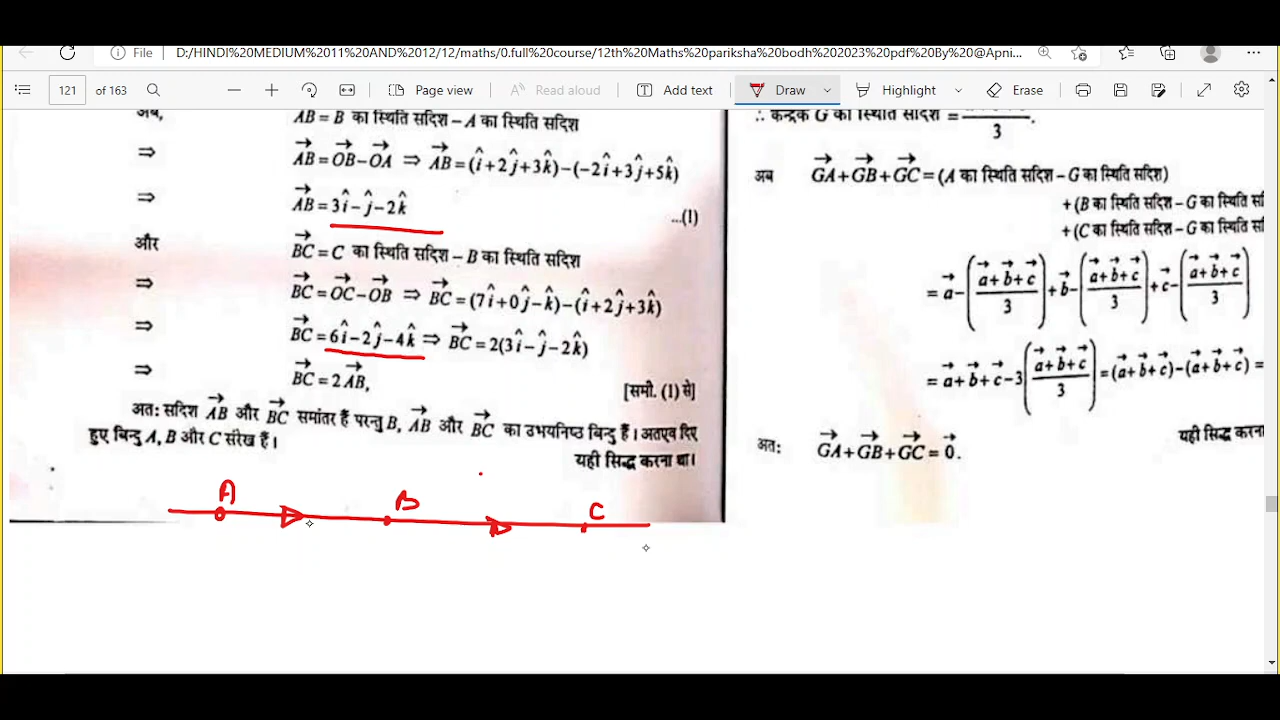 File D:/HINDI%20MEDIUM%2011%20AND%2012/12/maths/0.full%20course/12th%20Maths%20pariksha%20bodh%202023%20pdf%20By%20@Apni...
121 of 163 Page view Read aloud Add text Draw Highlight Erase
अब, AB = B का स्थिति सदिश – A का स्थिति सदिश
⇒ AB⃗ = OB⃗ – OA⃗ ⇒ AB⃗ = (î+2ĵ+3k̂)–(–2î+3ĵ+5k̂)
⇒ AB⃗ = 3î–ĵ–2k̂ ...(1)
और BC⃗ = C का स्थिति सदिश – B का स्थिति सदिश
⇒ BC⃗ = OC⃗ – OB⃗ ⇒ BC⃗ = (7î+0ĵ–k̂)–(î+2ĵ+3k̂)
⇒ BC⃗ = 6î–2ĵ–4k̂ ⇒ BC⃗ = 2(3î–ĵ–2k̂)
⇒ BC⃗ = 2AB⃗, [समी. (1) से]
अत: सदिश AB⃗ और BC⃗ समांतर हैं परन्तु B, AB⃗ और BC⃗ का उभयनिष्ठ बिन्दु हैं। अतएव दिए
हुए बिन्दु A, B और C संरेख हैं।
यही सिद्ध करना था।
A B C
∴ केन्द्रक G का स्थिति सदिश = 3.
अब GA⃗+GB⃗+GC⃗ = (A का स्थिति सदिश – G का स्थिति सदिश)
+ (B का स्थिति सदिश – G का स्थिति
+ (C का स्थिति सदिश – G का स्थिति
= a⃗–((a⃗+b⃗+c⃗)/3)+b⃗–((a⃗+b⃗+c⃗)/3)+c⃗–((a⃗+b⃗+c⃗)/3)
= a⃗+b⃗+c⃗–3((a⃗+b⃗+c⃗)/3) = (a⃗+b⃗+c⃗)–(a⃗+b⃗+c⃗) =
यही सिद्ध करना
अत: GA⃗+GB⃗+GC⃗ = 0⃗.